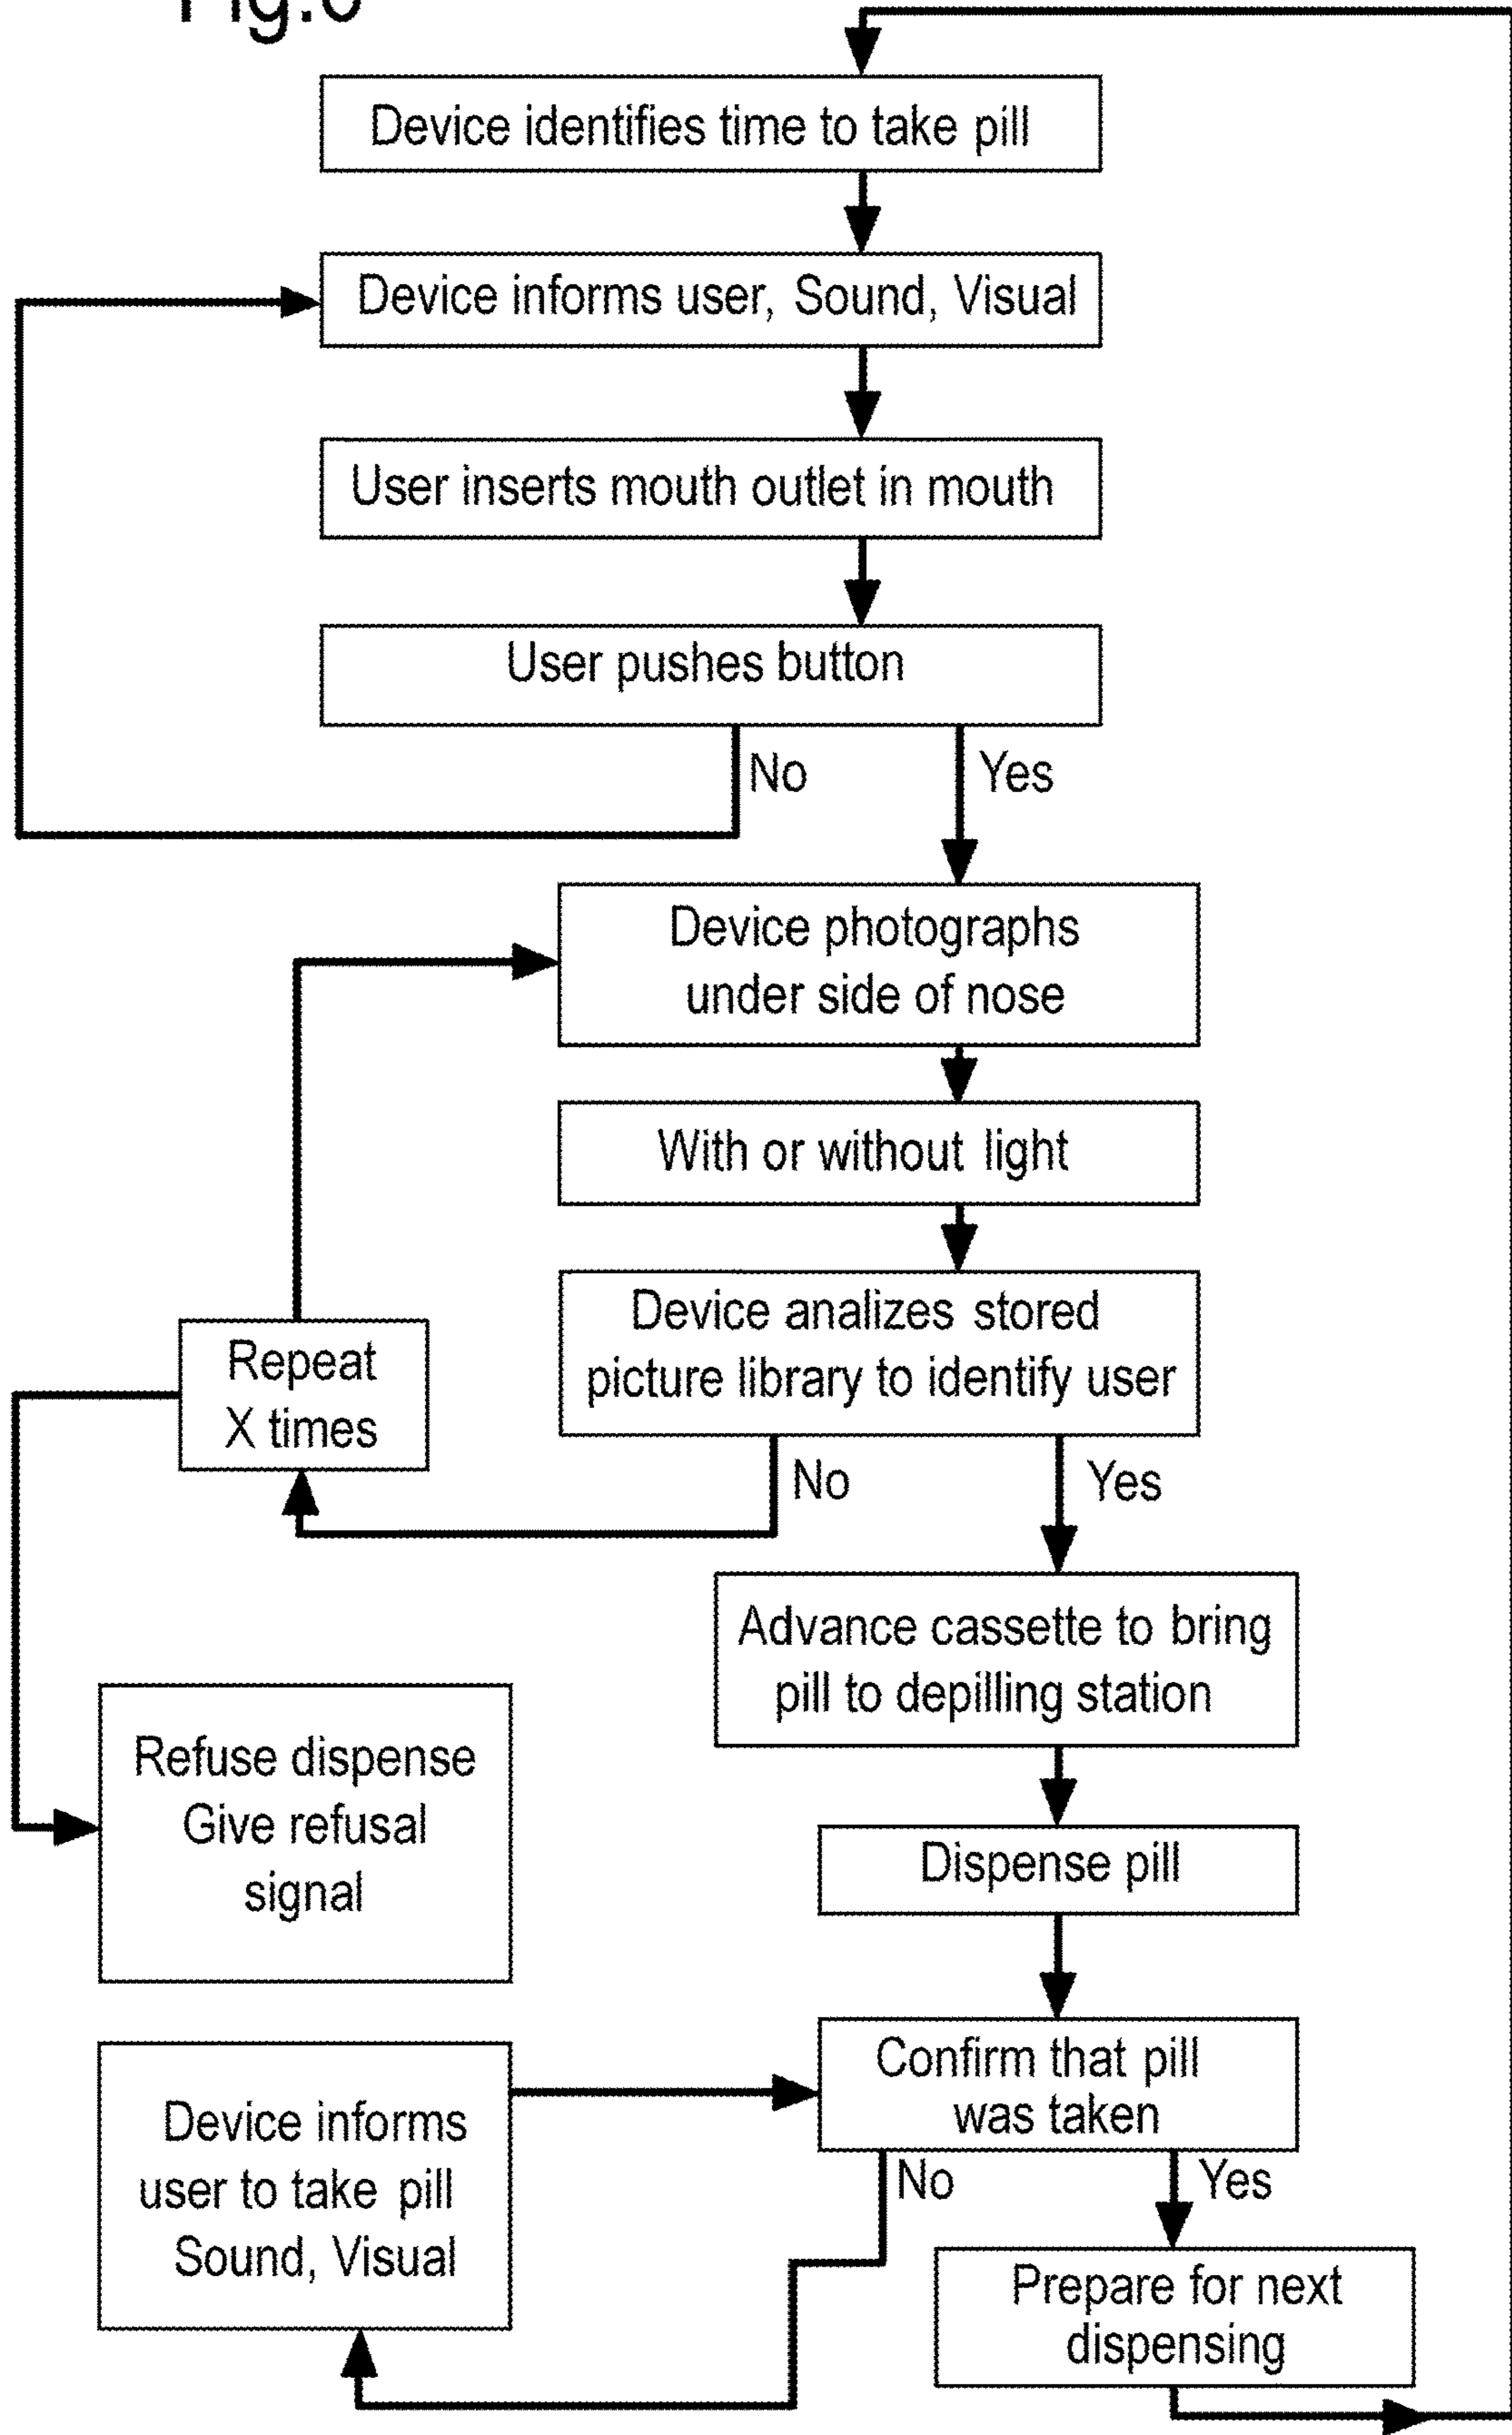 Fig.
Device identifies time to take pill
Device informs user, Sound, Visual
User inserts mouth outlet in mouth
User pushes button
No
Yes
Device photographs
under side of nose
With or without light
Device analizes stored
picture library to identify user
Repeat
X times
No
Yes
Advance cassette to bring
pill to depilling station
Refuse dispense
Give refusal
signal
Dispense pill
Confirm that pill
was taken
Device informs
user to take pill
Sound, Visual
No
Yes
Prepare for next
dispensing